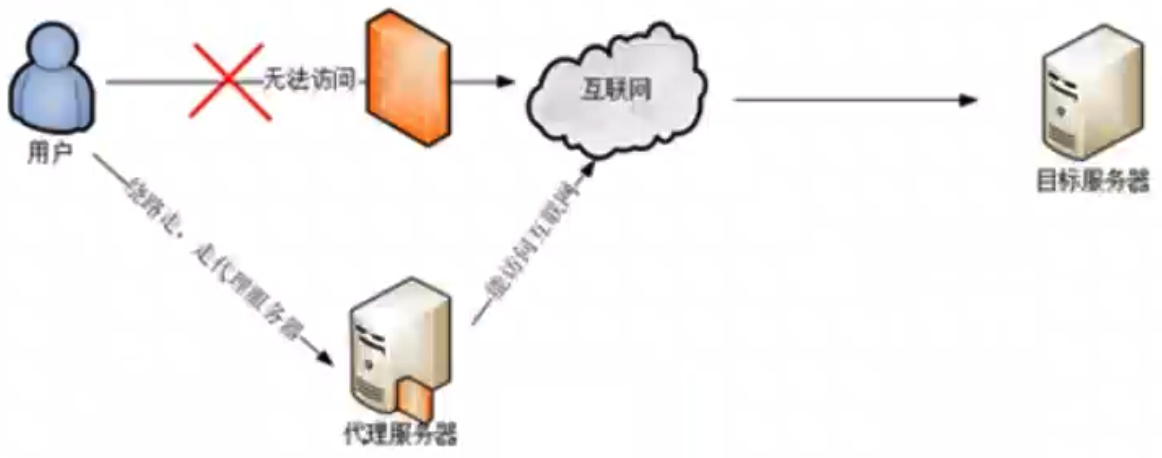 无法访问
互联网
用户
目标服务器
绕路走，走代理服务器
能访问互联网
代理服务器